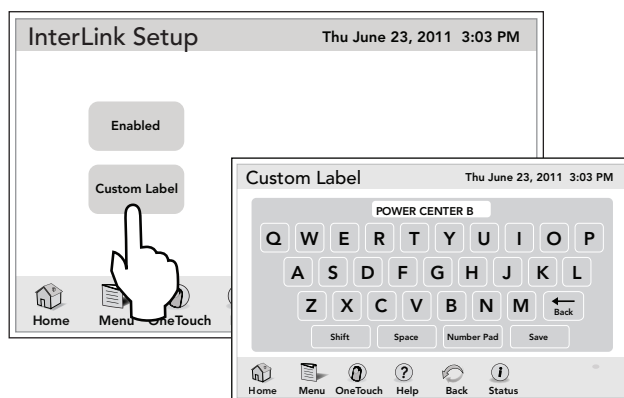 InterLink Setup Thu June 23, 2011 3:03 PM
Enabled
Custom Label
Home Menu OneTouch
Custom Label Thu June 23, 2011 3:03 PM
POWER CENTER B
Q W E R T Y U I O P
A S D F G H J K L
Z X C V B N M Back
Shift Space Number Pad Save
Home Menu OneTouch Help Back Status